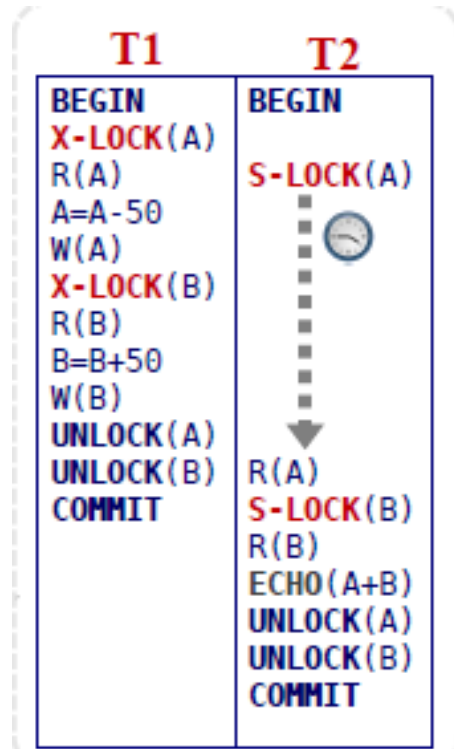 T1
T2
BEGIN
X-LOCK(A)
R(A)
A=A-50
W(A)
X-LOCK(B)
R(B)
B=B+50
W(B)
UNLOCK(A)
UNLOCK(B)
COMMIT
BEGIN
S-LOCK(A)
R(A)
S-LOCK(B)
R(B)
ECHO(A+B)
UNLOCK(A)
UNLOCK(B)
COMMIT